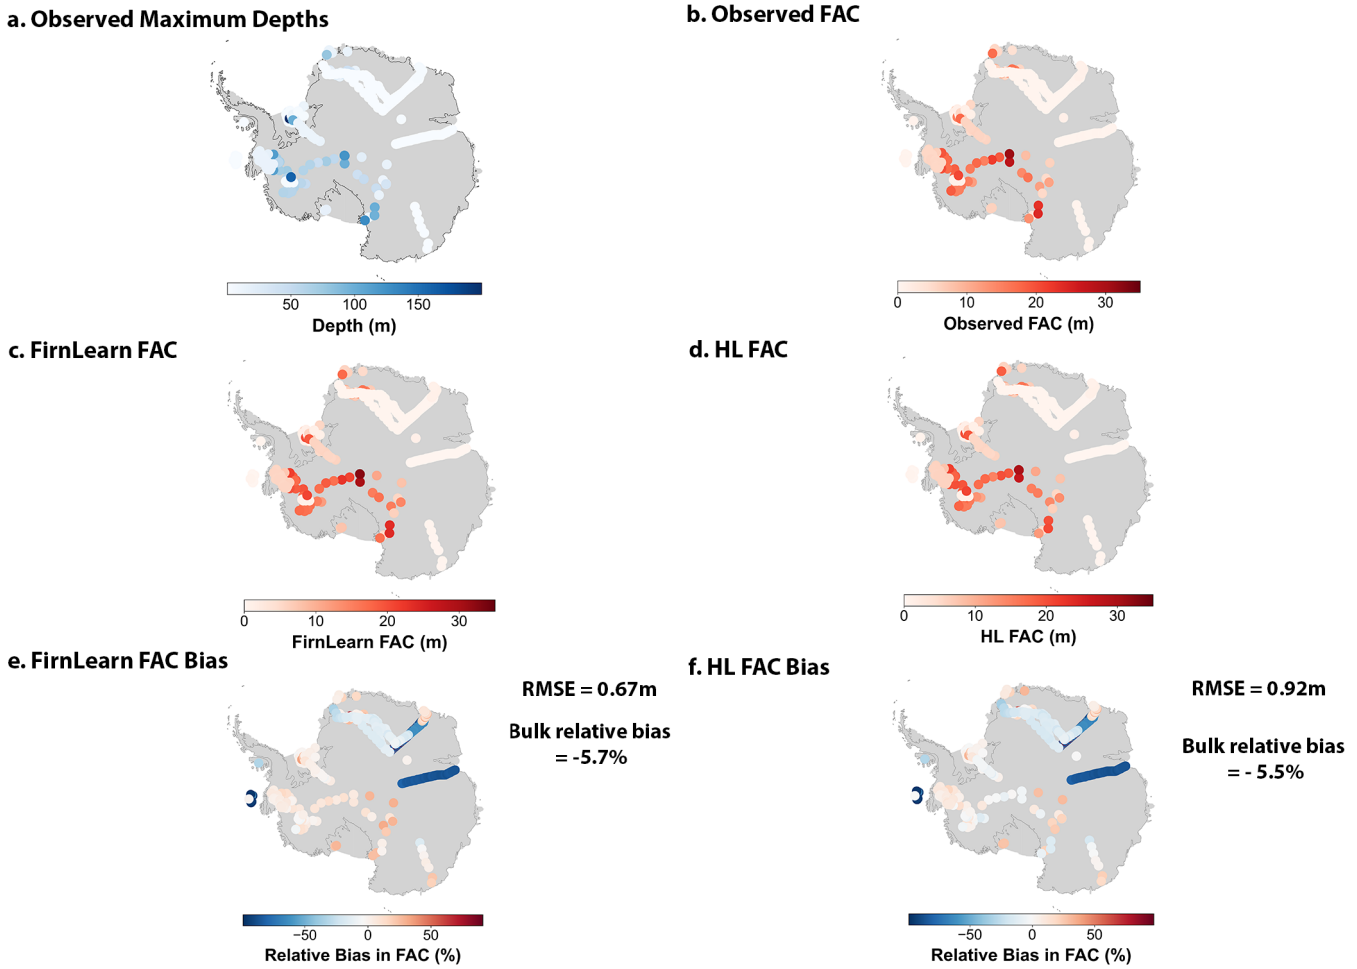 a. Observed Maximum Depths
b. Observed FAC
50 100 150
Depth (m)
0 10 20 30
Observed FAC (m)
c. FirnLearn FAC
d. HL FAC
0 10 20 30
FirnLearn FAC (m)
0 10 20 30
HL FAC (m)
e. FirnLearn FAC Bias
RMSE = 0.67m
Bulk relative bias
= -5.7%
−50 0 50
Relative Bias in FAC (%)
f. HL FAC Bias
RMSE = 0.92m
Bulk relative bias
= - 5.5%
−50 0 50
Relative Bias in FAC (%)